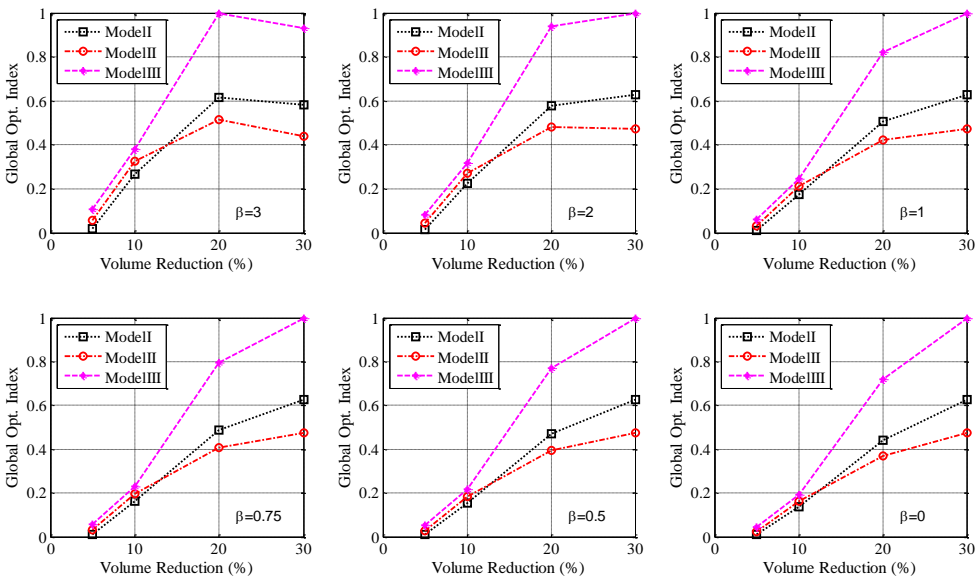 Global Opt. Index
1
0.8
0.6
0.4
0.2
0
ModelI
ModelII
ModelIII
β=3
0 10 20 30
Volume Reduction (%)
Global Opt. Index
1
0.8
0.6
0.4
0.2
0
ModelI
ModelII
ModelIII
β=2
0 10 20 30
Volume Reduction (%)
Global Opt. Index
1
0.8
0.6
0.4
0.2
0
ModelI
ModelII
ModelIII
β=1
0 10 20 30
Volume Reduction (%)
Global Opt. Index
1
0.8
0.6
0.4
0.2
0
ModelI
ModelII
ModelIII
β=0.75
0 10 20 30
Volume Reduction (%)
Global Opt. Index
1
0.8
0.6
0.4
0.2
0
ModelI
ModelII
ModelIII
β=0.5
0 10 20 30
Volume Reduction (%)
Global Opt. Index
1
0.8
0.6
0.4
0.2
0
ModelI
ModelII
ModelIII
β=0
0 10 20 30
Volume Reduction (%)